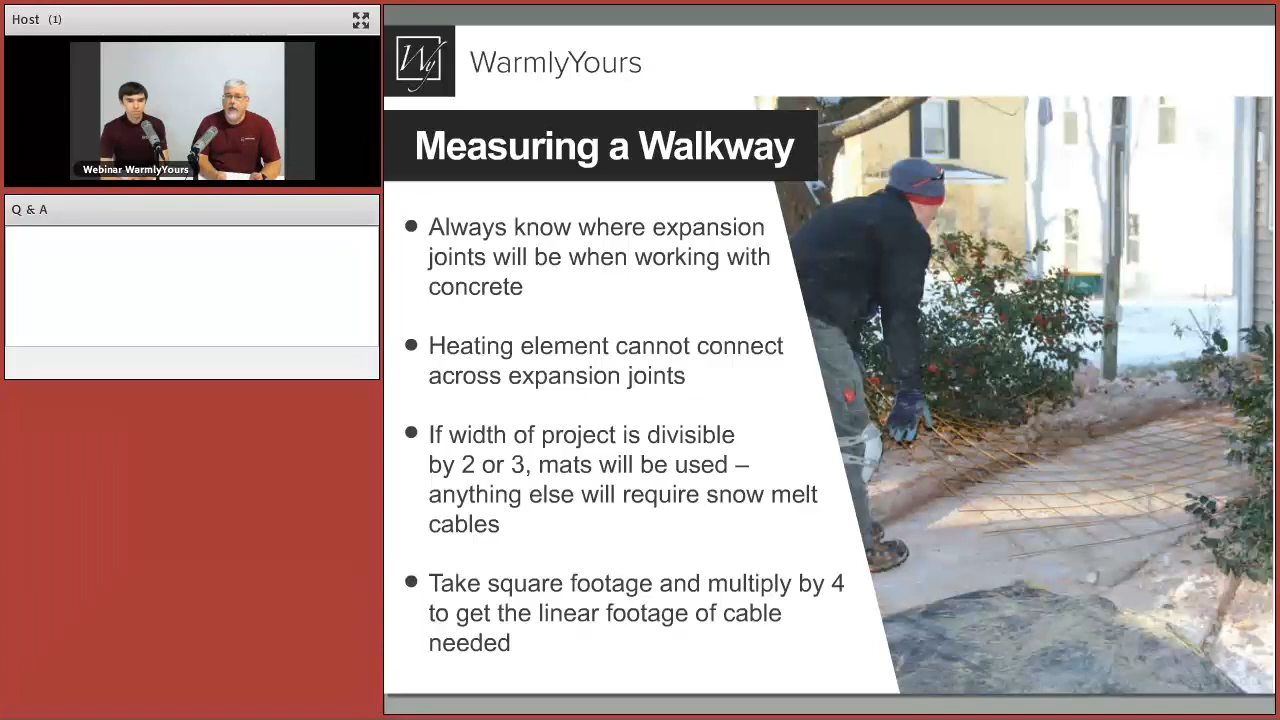 Host (1)
Webinar WarmlyYours
Q & A
Wy
WarmlyYours
Measuring a Walkway
● Always know where expansion
joints will be when working with
concrete
● Heating element cannot connect
across expansion joints
● If width of project is divisible
by 2 or 3, mats will be used –
anything else will require snow melt
cables
● Take square footage and multiply by 4
to get the linear footage of cable
needed